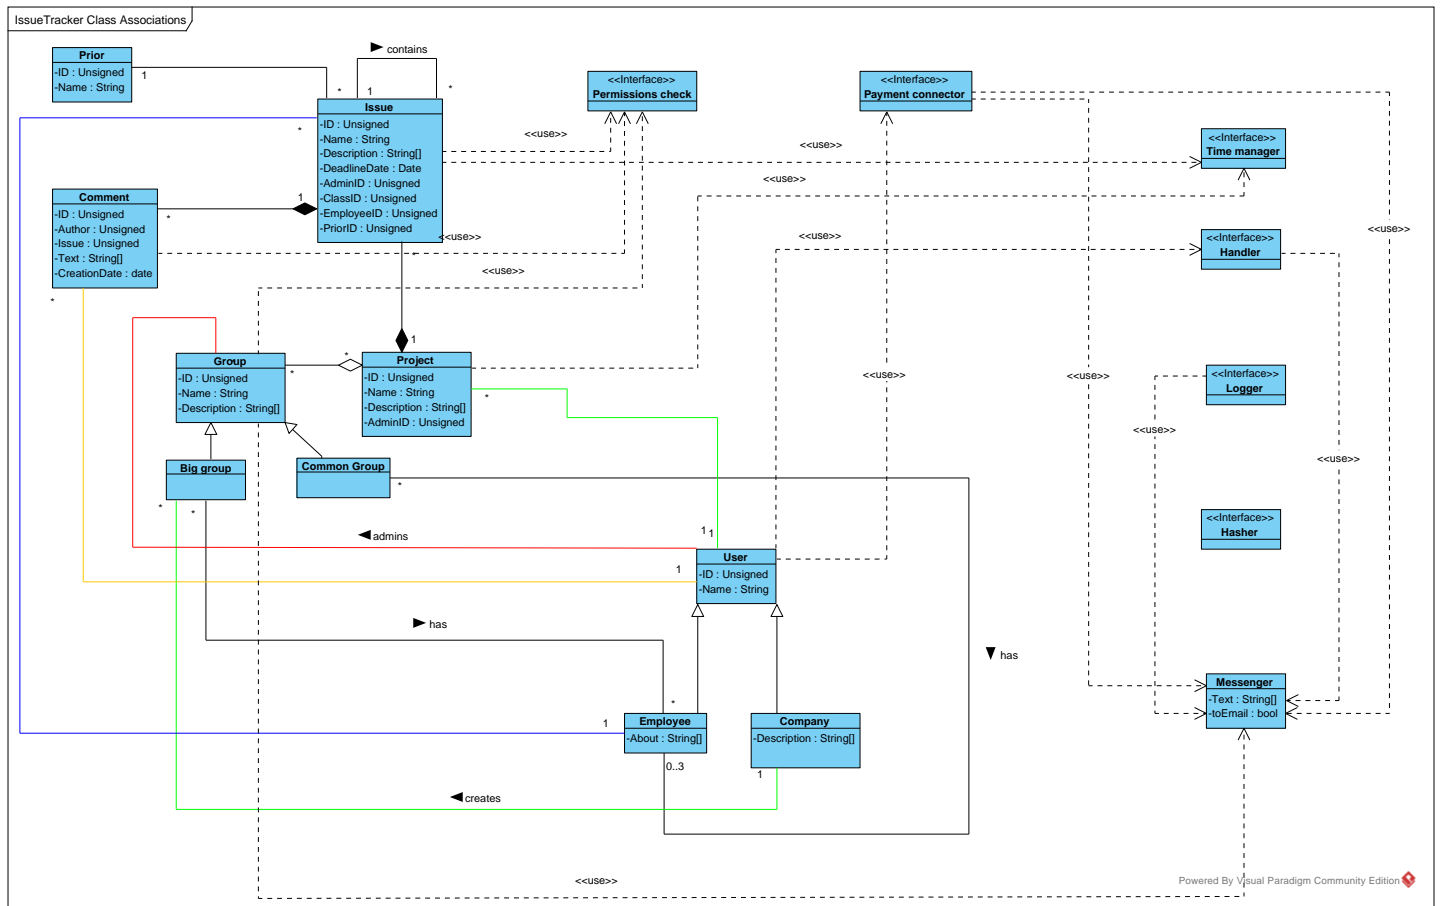 IssueTracker Class Associations
Prior
-ID : Unsigned
-Name : String
1
*
contains
1
*
Issue
-ID : Unsigned
-Name : String
-Description : String[]
-DeadlineDate : Date
-AdminID : Unisgned
-ClassID : Unsigned
-EmployeeID : Unsigned
-PriorID : Unsigned
*
1
*
<<Interface>>
Permissions check
<<Interface>>
Payment connector
<<Interface>>
Time manager
<<use>>
<<use>>
<<use>>
Comment
-ID : Unsigned
-Author : Unsigned
-Issue : Unsigned
-Text : String[]
-CreationDate : date
*
*
<<use>>
<<use>>
<<use>>
<<use>>
<<Interface>>
Handler
1
Group
-ID : Unsigned
-Name : String
-Description : String[]
*
*
Project
-ID : Unsigned
-Name : String
-Description : String[]
-AdminID : Unsigned
*
<<use>>
<<use>>
<<Interface>>
Logger
<<use>>
<<use>>
Big group
Common Group
*
*
*
<<Interface>>
Hasher
admins
1
1
1
User
-ID : Unsigned
-Name : String
has
has
*
1
Employee
-About : String[]
0..3
Company
-Description : String[]
1
creates
Messenger
-Text : String[]
-toEmail : bool
<<use>>
Powered By Visual Paradigm Community Edition